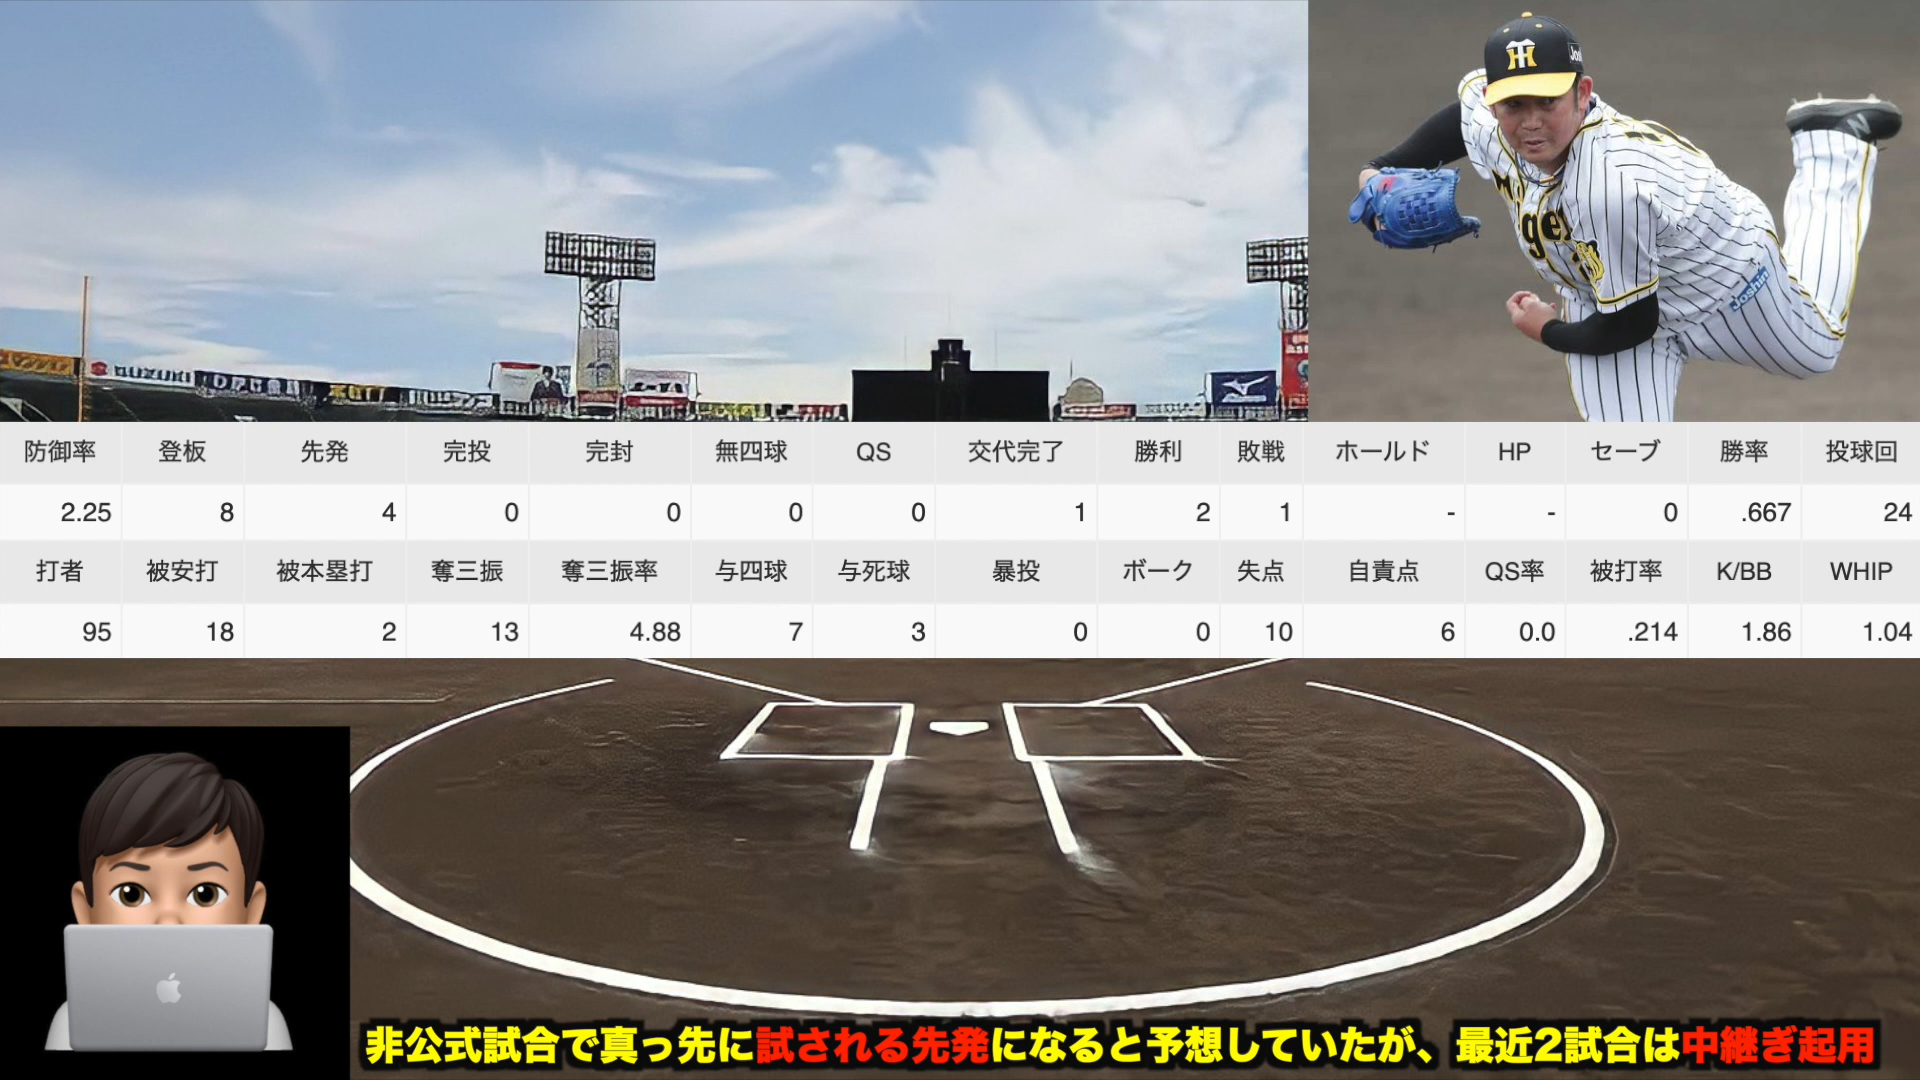 HT
Jos
Tigers
Joshin
SUZUKI
防御率 登板 先発 完投 完封 無四球 QS 交代完了 勝利 敗戦 ホールド HP セーブ 勝率 投球回
2.25 8 4 0 0 0 0 1 2 1 - - 0 .667 24
打者 被安打 被本塁打 奪三振 奪三振率 与四球 与死球 暴投 ボーク 失点 自責点 QS率 被打率 K/BB WHIP
95 18 2 13 4.88 7 3 0 0 10 6 0.0 .214 1.86 1.04
非公式試合で真っ先に試される先発になると予想していたが、最近2試合は中継ぎ起用